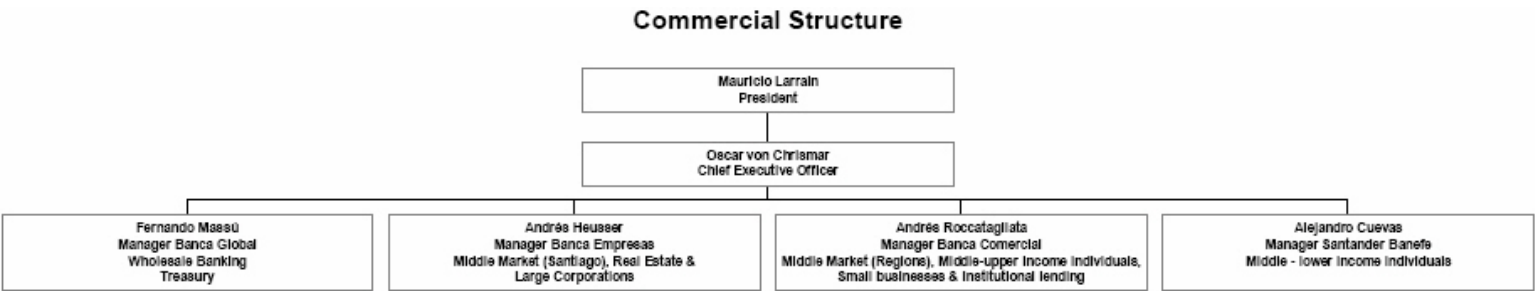 Commercial Structure
Mauricio Larrain
President
Oscar von Chrismar
Chief Executive Officer
Fernando Massú
Manager Banca Global
Wholesale Banking
Treasury
Andrés Heusser
Manager Banca Empresas
Middle Market (Santiago), Real Estate &
Large Corporations
Andrés Roccatagliata
Manager Banca Comercial
Middle Market (Regions), Middle-upper income individuals,
Small businesses & institutional lending
Alejandro Cuevas
Manager Santander Banefe
Middle - lower income individuals